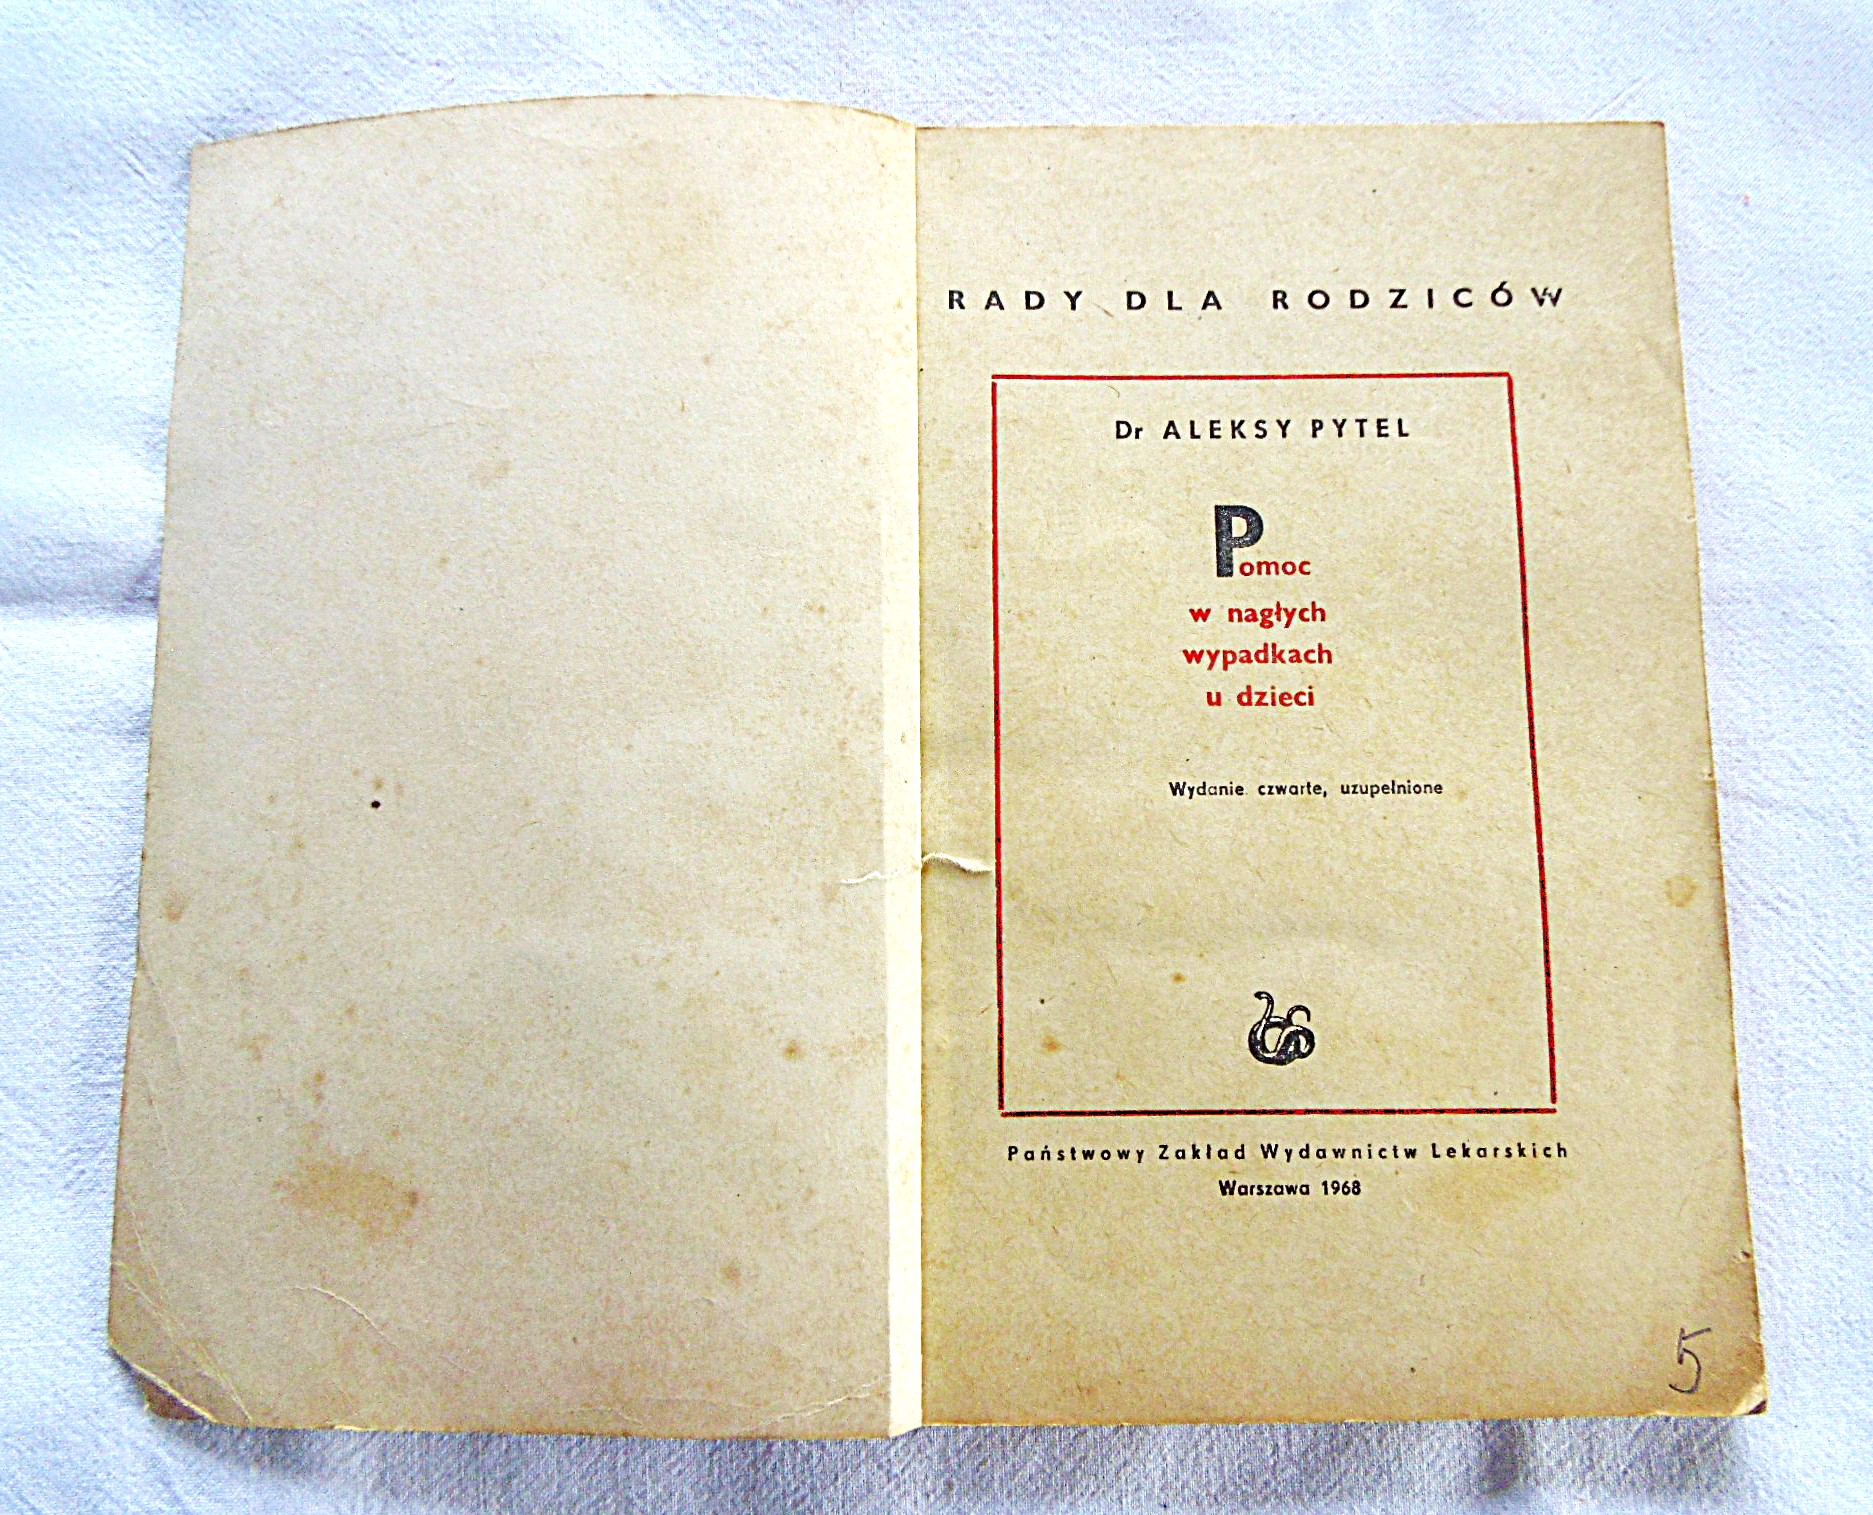 RADY DLA RODZICÓW
Dr ALEKSY PYTEL
Pomoc
w nagłych
wypadkach
u dzieci
Wydanie czwarte, uzupełnione
Państwowy Zakład Wydawnictw Lekarskich
Warszawa 1968
5